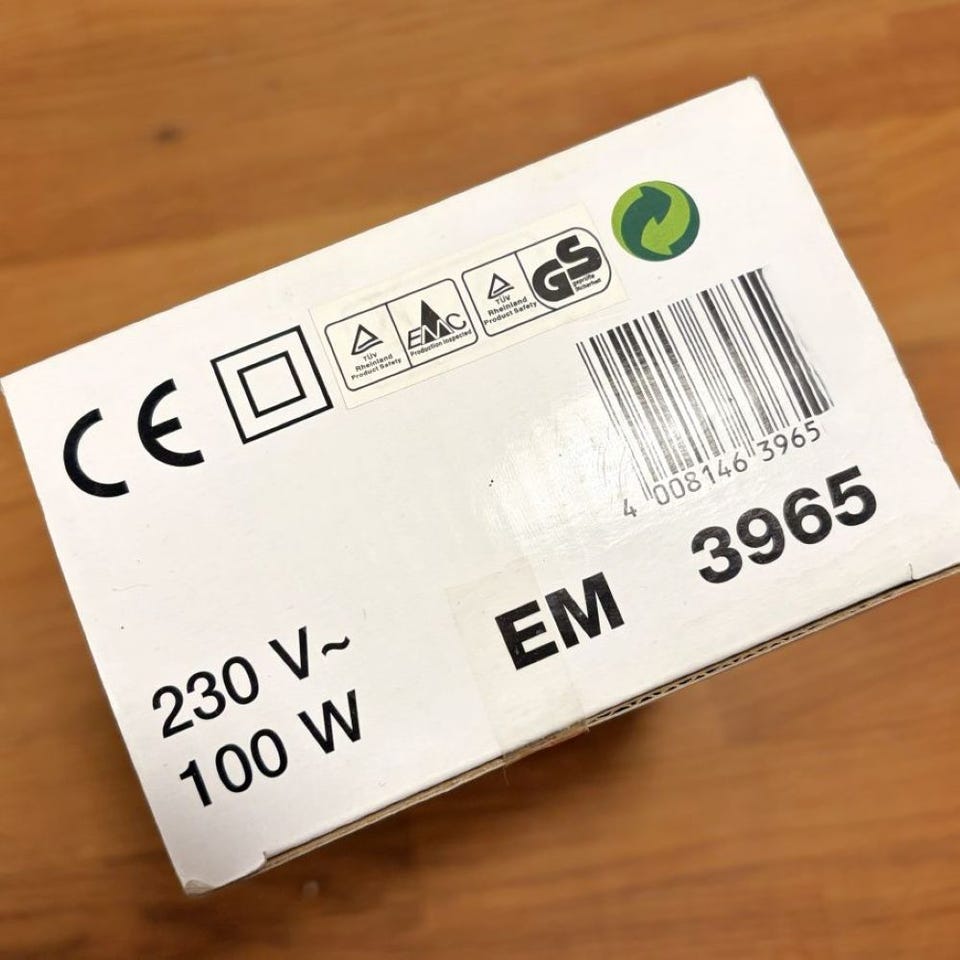 CE
TÜV
Rheinland
Product Safety
EMC
Production inspected
TÜV
Rheinland
Product Safety
GS
geprüfte
Sicherheit
4 008146 3965
EM 3965
230 V~
100 W